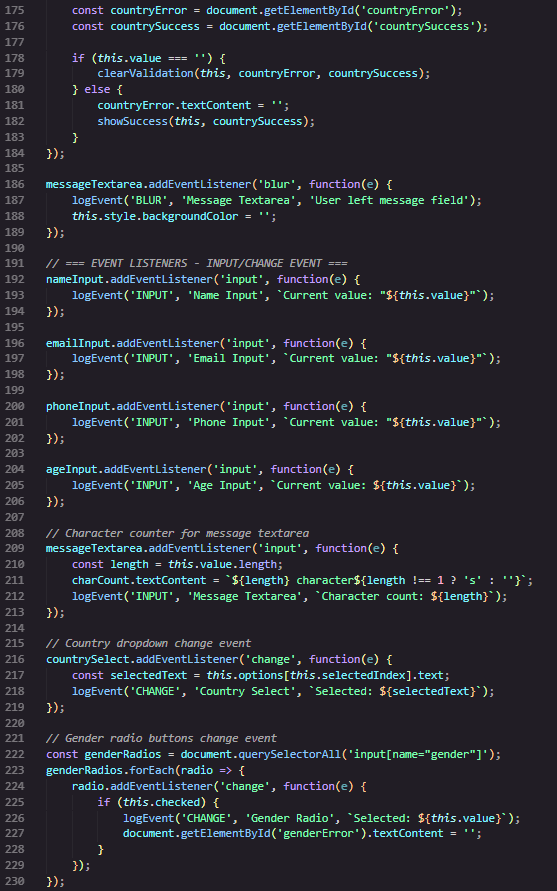 175 const countryError = document.getElementById('countryError');
176 const countrySuccess = document.getElementById('countrySuccess');
177
178 if (this.value === '') {
179 clearValidation(this, countryError, countrySuccess);
180 } else {
181 countryError.textContent = '';
182 showSuccess(this, countrySuccess);
183 }
184 });
185
186 messageTextarea.addEventListener('blur', function(e) {
187 logEvent('BLUR', 'Message Textarea', 'User left message field');
188 this.style.backgroundColor = '';
189 });
190
191 // === EVENT LISTENERS - INPUT/CHANGE EVENT ===
192 nameInput.addEventListener('input', function(e) {
193 logEvent('INPUT', 'Name Input', `Current value: "${this.value}"`);
194 });
195
196 emailInput.addEventListener('input', function(e) {
197 logEvent('INPUT', 'Email Input', `Current value: "${this.value}"`);
198 });
199
200 phoneInput.addEventListener('input', function(e) {
201 logEvent('INPUT', 'Phone Input', `Current value: "${this.value}"`);
202 });
203
204 ageInput.addEventListener('input', function(e) {
205 logEvent('INPUT', 'Age Input', `Current value: ${this.value}`);
206 });
207
208 // Character counter for message textarea
209 messageTextarea.addEventListener('input', function(e) {
210 const length = this.value.length;
211 charCount.textContent = `${length} character${length !== 1 ? 's' : ''}`;
212 logEvent('INPUT', 'Message Textarea', `Character count: ${length}`);
213 });
214
215 // Country dropdown change event
216 countrySelect.addEventListener('change', function(e) {
217 const selectedText = this.options[this.selectedIndex].text;
218 logEvent('CHANGE', 'Country Select', `Selected: ${selectedText}`);
219 });
220
221 // Gender radio buttons change event
222 const genderRadios = document.querySelectorAll('input[name="gender"]');
223 genderRadios.forEach(radio => {
224 radio.addEventListener('change', function(e) {
225 if (this.checked) {
226 logEvent('CHANGE', 'Gender Radio', `Selected: ${this.value}`);
227 document.getElementById('genderError').textContent = '';
228 }
229 });
230 });